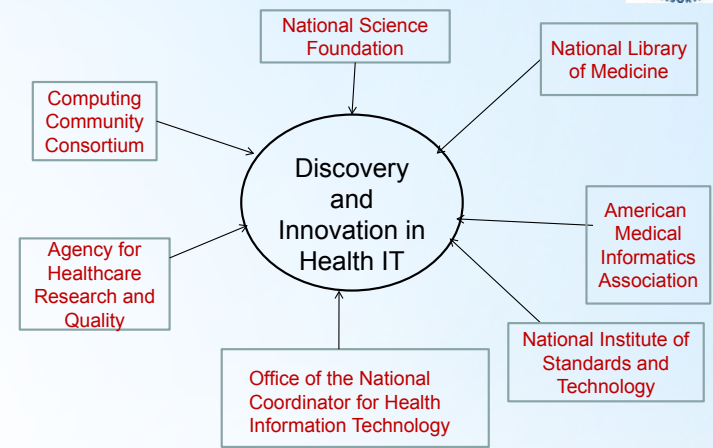 National Science
Foundation
National Library
of Medicine
Computing
Community
Consortium
Discovery
and
Innovation in
Health IT
American
Medical
Informatics
Association
Agency for
Healthcare
Research and
Quality
National Institute of
Standards and
Technology
Office of the National
Coordinator for Health
Information Technology